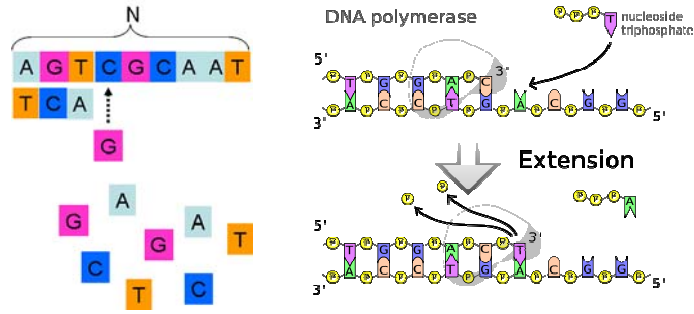 N
A G T C G C A A T
T C A
G
A
G A
G T
C
T C
DNA polymerase
P P P T
nucleoside
triphosphate
5'
3'
P P P P P
T G G A C
A C C T G A C G G
P P P P P P P P P P
3'
5'
Extension
P
P
P P P A
5'
3'
P P P P P P
T G G A C T
A C C T G A C G G
P P P P P P P P P P
3'
5'